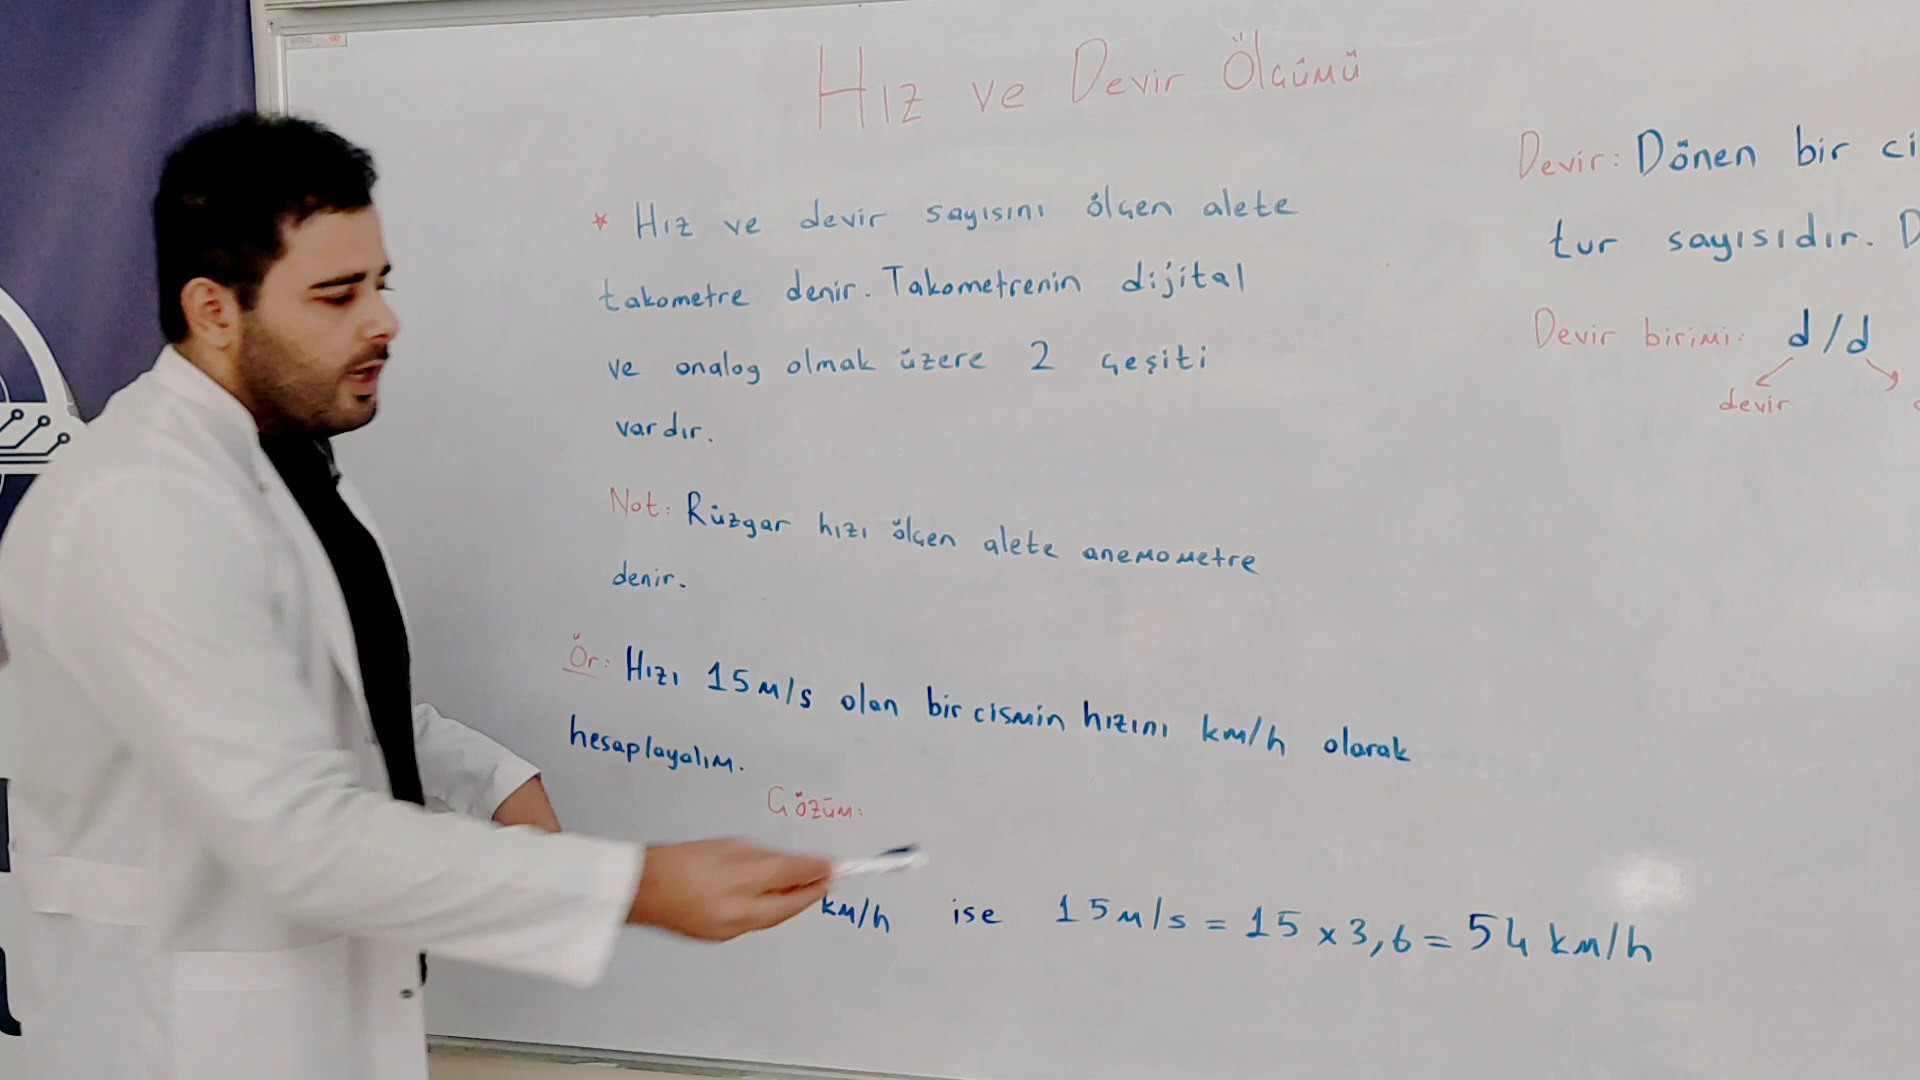 Hız ve Devir Ölçümü
* Hız ve devir sayısını ölçen alete
takometre denir. Takometrenin dijital
ve onalog olmak üzere 2 çeşiti
vardır.
Not: Rüzgar hızı ölçen alete anemometre
denir.
Ör: Hızı 15 m/s olan bir cismin hızını km/h olarak
hesaplayalım.
Çözüm:
km/h ise 15 m/s = 15 x 3,6 = 54 km/h
Devir: Dönen bir
tur sayısıdır.
Devir birimi: d/d
devir